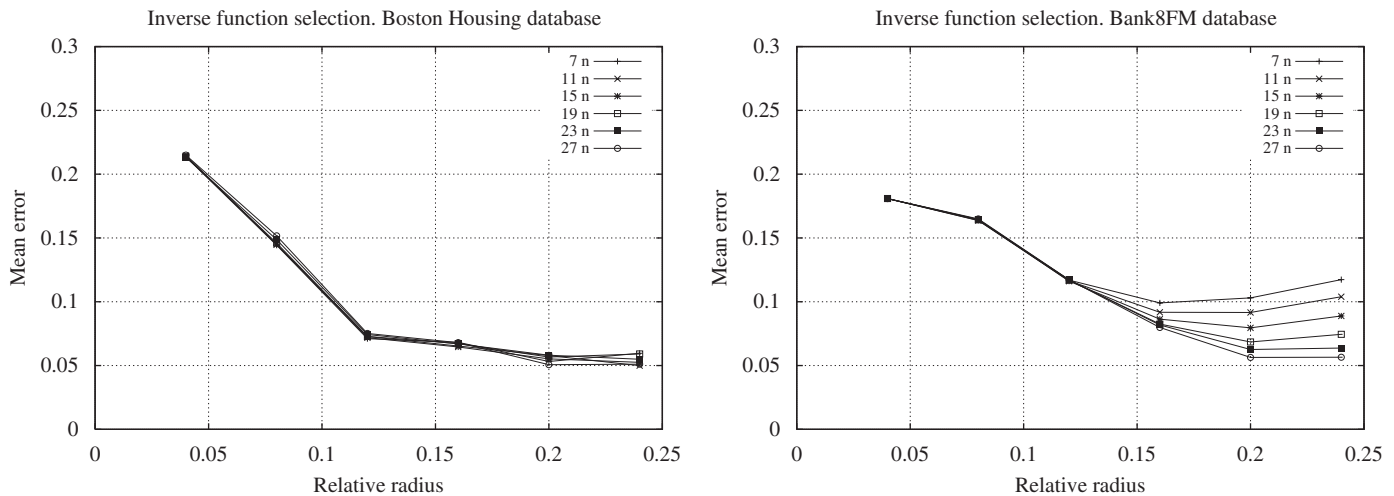 Inverse function selection. Boston Housing database
0.3
0.25
0.2
0.15
0.1
0.05
0
Mean error
7 n
11 n
15 n
19 n
23 n
27 n
0
0.05
0.1
0.15
0.2
0.25
Relative radius
Inverse function selection. Bank8FM database
0.3
0.25
0.2
0.15
0.1
0.05
0
Mean error
7 n
11 n
15 n
19 n
23 n
27 n
0
0.05
0.1
0.15
0.2
0.25
Relative radius